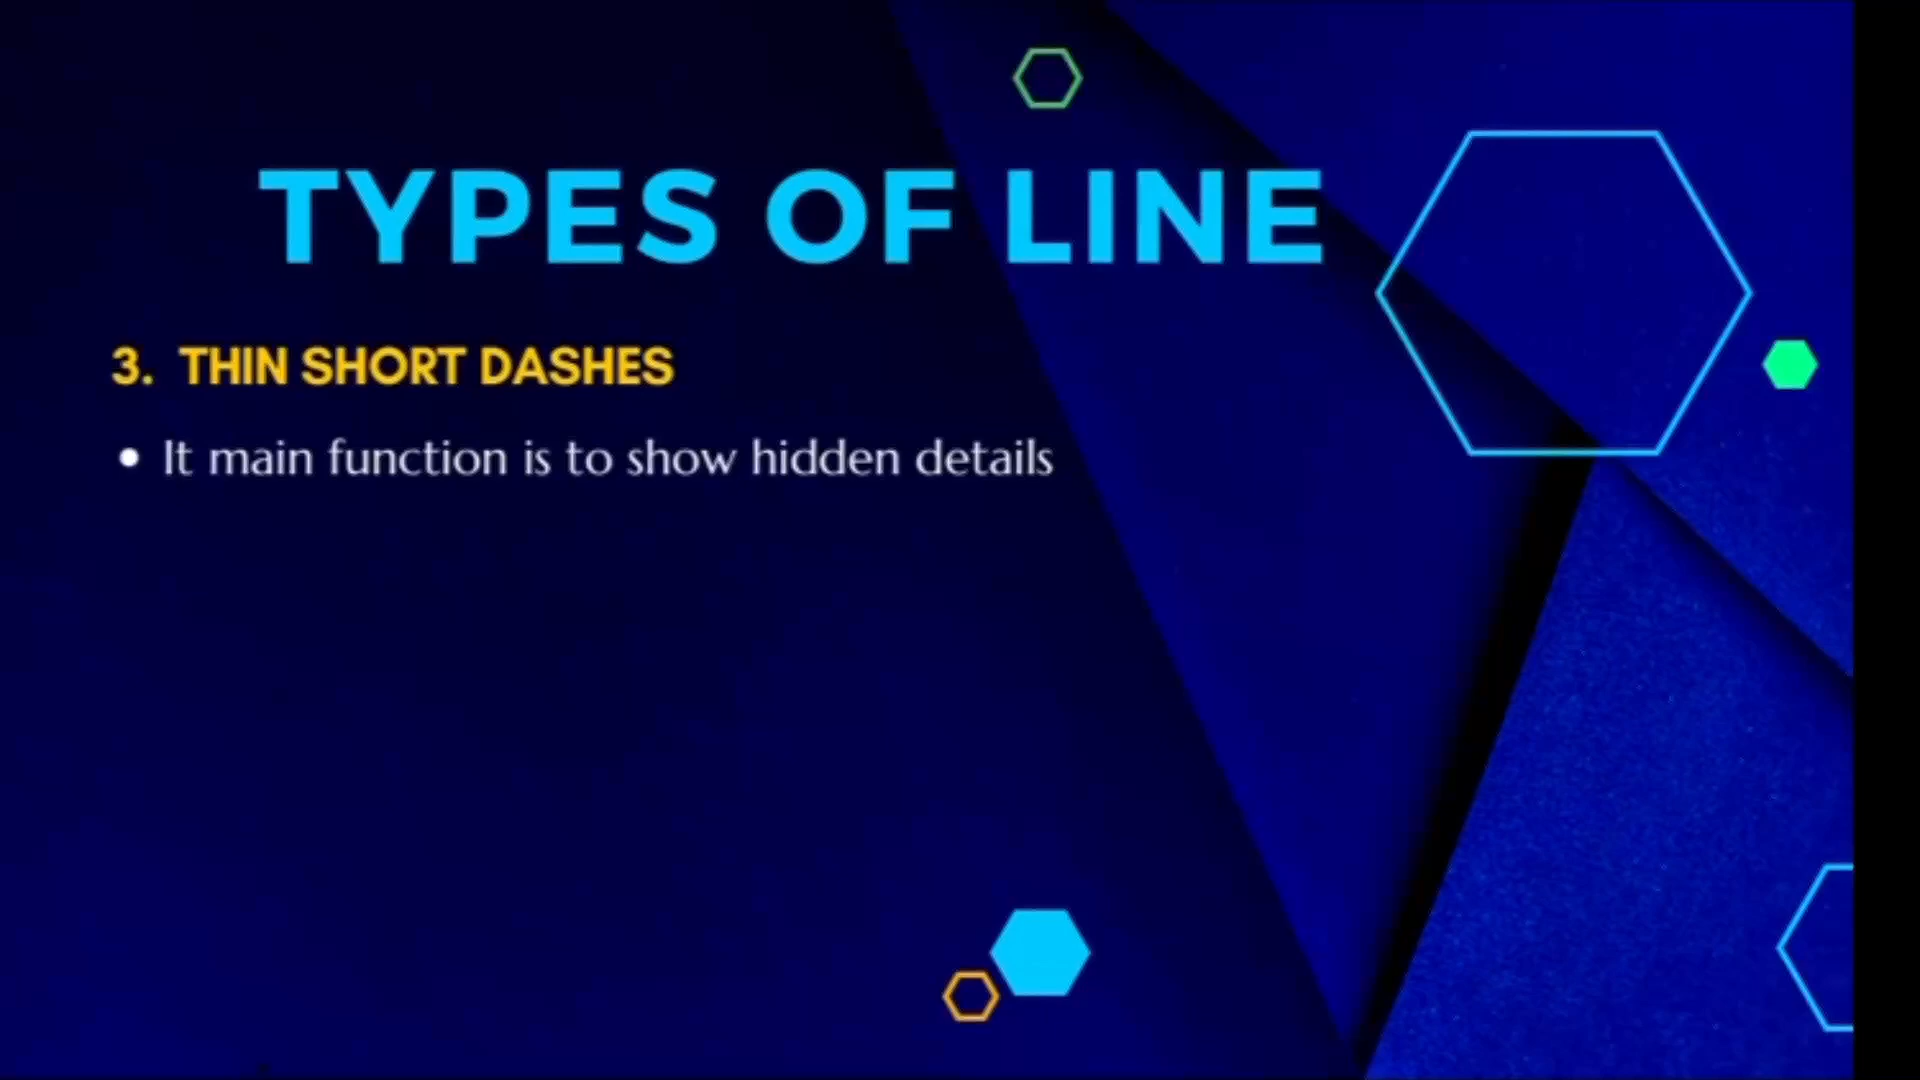 TYPES OF LINE
3. THIN SHORT DASHES
• It main function is to show hidden details